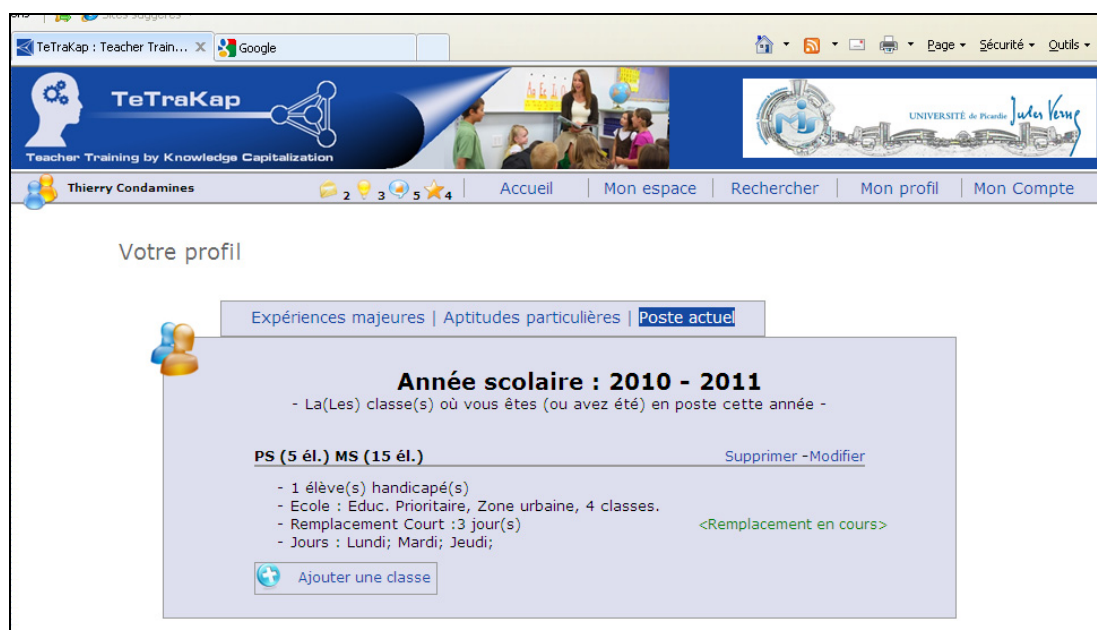 Sites suggérés
TeTraKap : Teacher Train... X Google Page Sécurité Outils
TeTraKap
Teacher Training by Knowledge Capitalization
UNIVERSITÉ de Picardie Jules Verne
Thierry Condamines 2 3 5 4 | Accueil | Mon espace | Rechercher | Mon profil | Mon Compte
Votre profil
Expériences majeures | Aptitudes particulières | Poste actuel
Année scolaire : 2010 - 2011
- La(Les) classe(s) où vous êtes (ou avez été) en poste cette année -
PS (5 él.) MS (15 él.) Supprimer -Modifier
- 1 élève(s) handicapé(s)
- Ecole : Educ. Prioritaire, Zone urbaine, 4 classes.
- Remplacement Court :3 jour(s) <Remplacement en cours>
- Jours : Lundi; Mardi; Jeudi;
Ajouter une classe